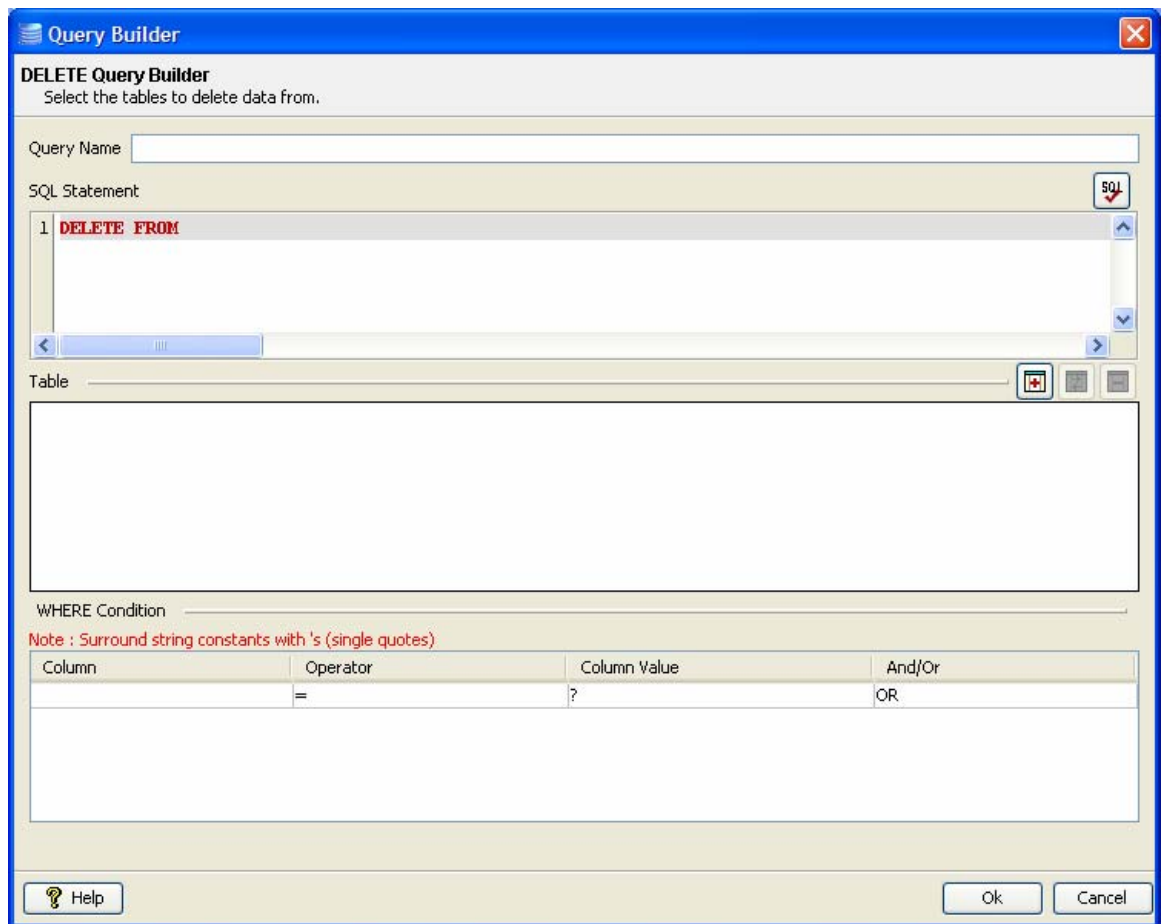 Query Builder
DELETE Query Builder
Select the tables to delete data from.
Query Name
SQL Statement
SQL
1 DELETE FROM
Table
WHERE Condition
Note : Surround string constants with 's (single quotes)
Column Operator Column Value And/Or
= ? OR
Help Ok Cancel